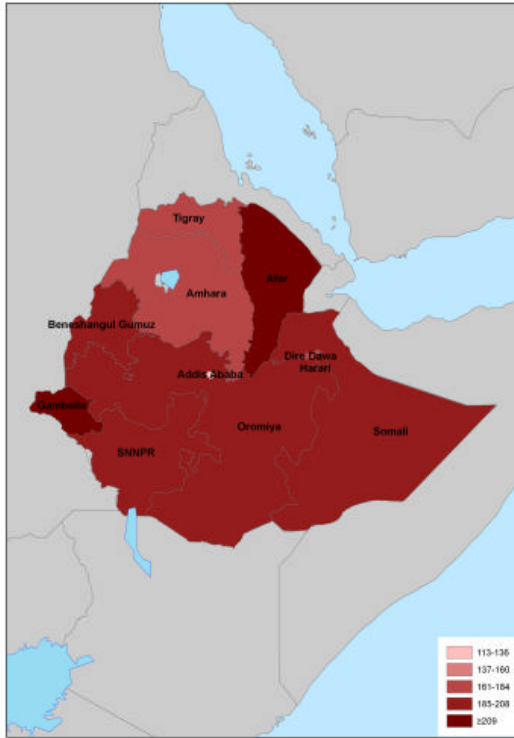 Tigray
Afar
Amhara
Beneshangul Gumuz
Dire Dawa
Harari
Addis Ababa
Gambella
Oromiya
Somali
SNNPR
113-136
137-160
161-184
185-208
≥209